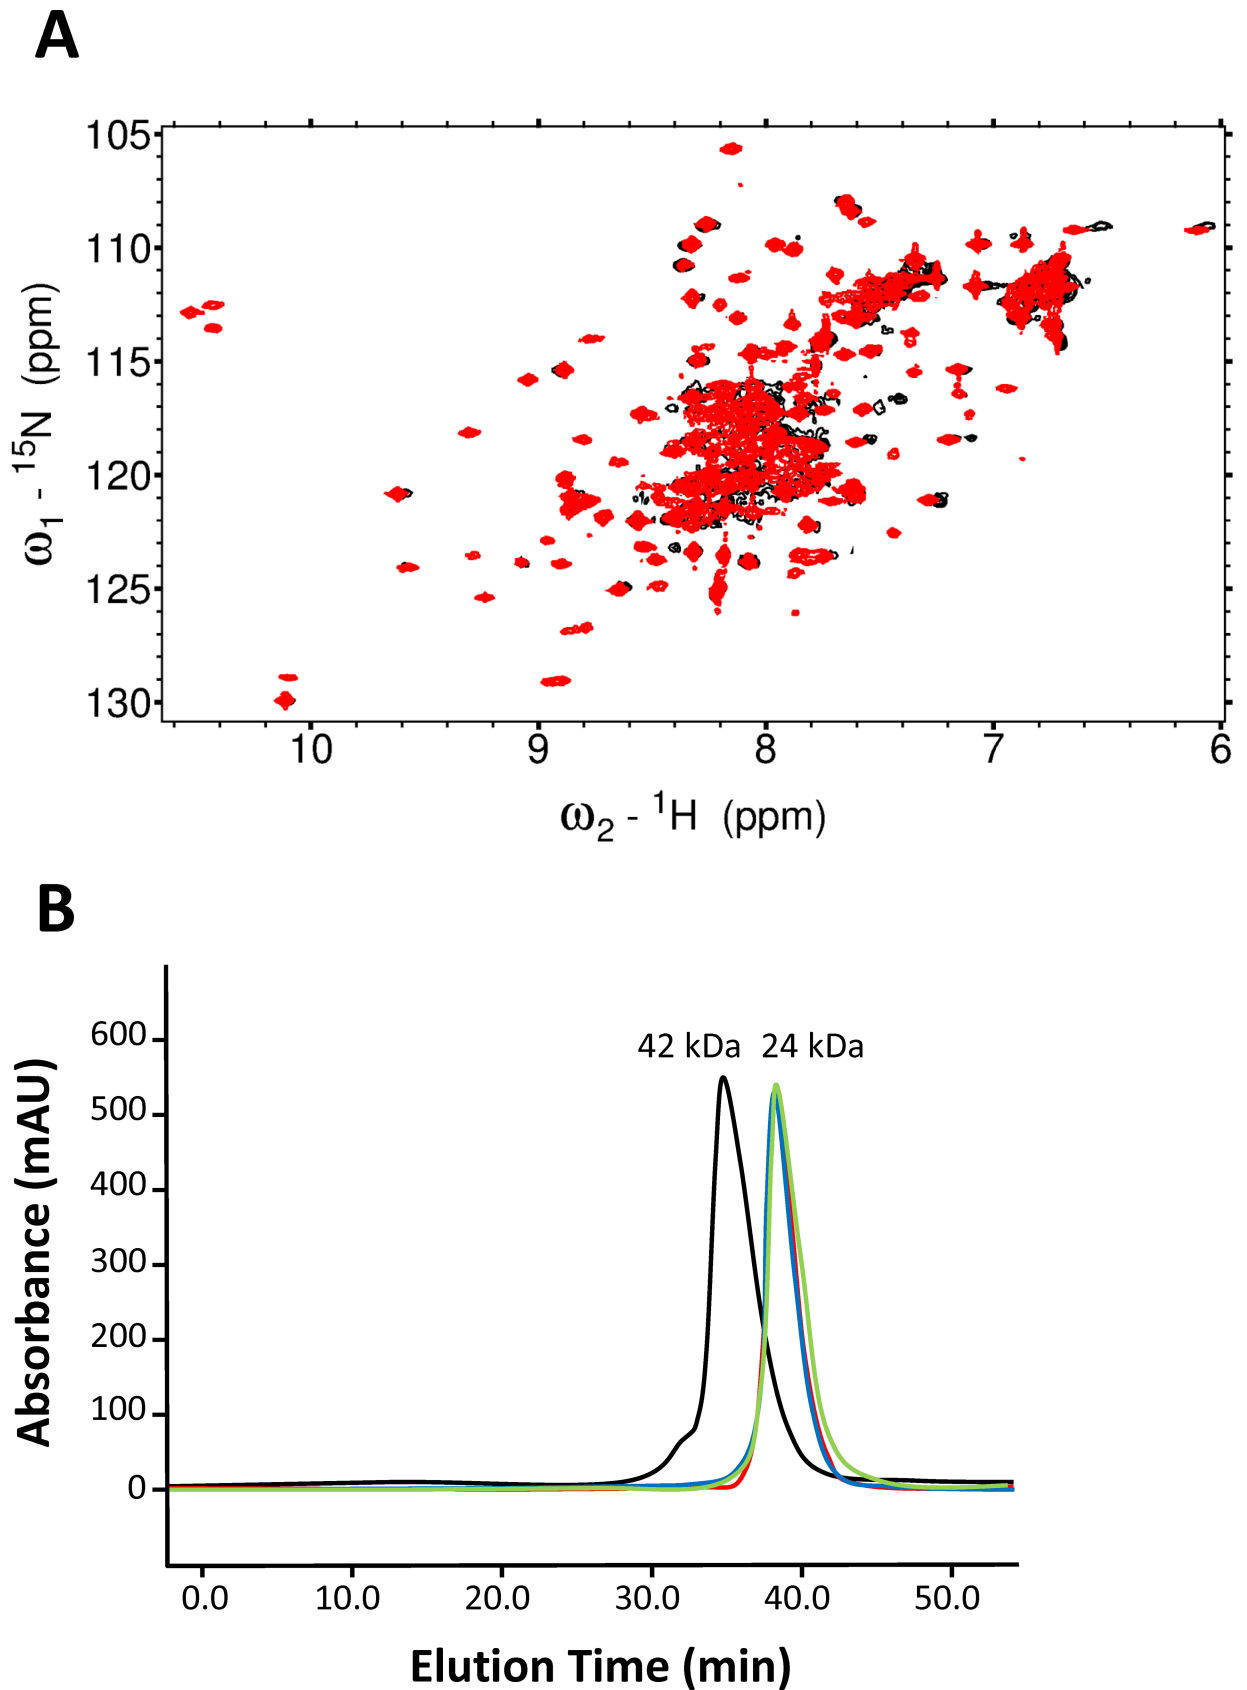 A
105
110
115
120
125
130
ω1 - 15N (ppm)
10 9 8 7 6
ω2 - 1H (ppm)
B
42 kDa 24 kDa
600
500
400
300
200
100
0
Absorbance (mAU)
0.0 10.0 20.0 30.0 40.0 50.0
Elution Time (min)